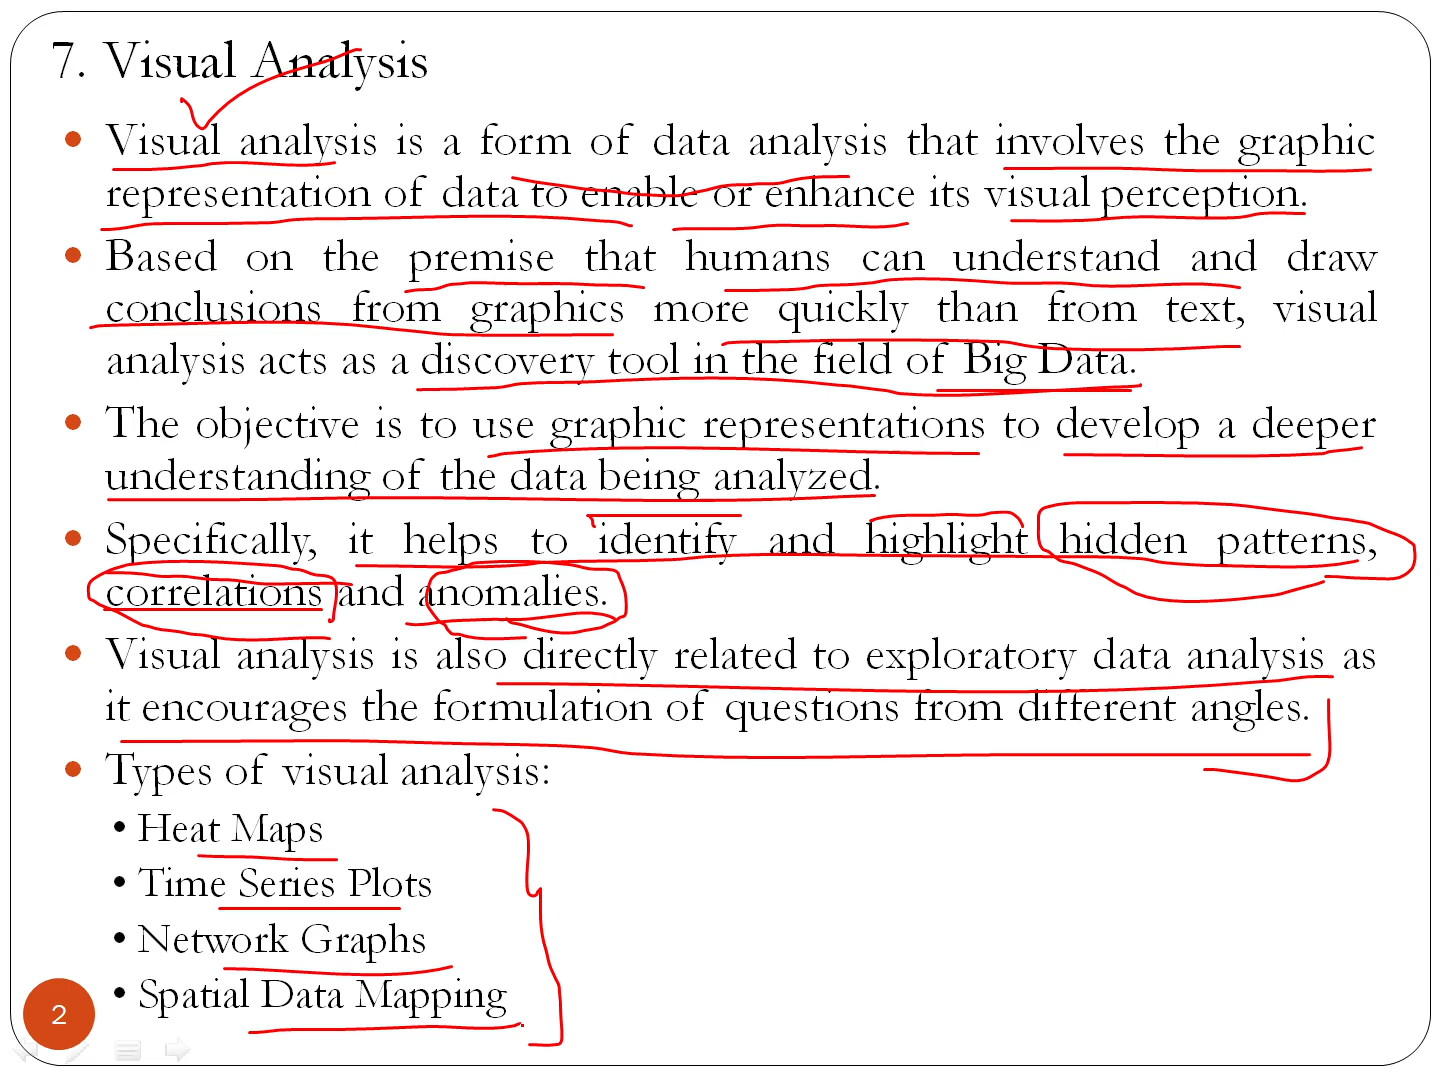 7. Visual Analysis
• Visual analysis is a form of data analysis that involves the graphic
representation of data to enable or enhance its visual perception.
• Based on the premise that humans can understand and draw
conclusions from graphics more quickly than from text, visual
analysis acts as a discovery tool in the field of Big Data.
• The objective is to use graphic representations to develop a deeper
understanding of the data being analyzed.
• Specifically, it helps to identify and highlight hidden patterns,
correlations and anomalies.
• Visual analysis is also directly related to exploratory data analysis as
it encourages the formulation of questions from different angles.
• Types of visual analysis:
• Heat Maps
• Time Series Plots
• Network Graphs
• Spatial Data Mapping
2